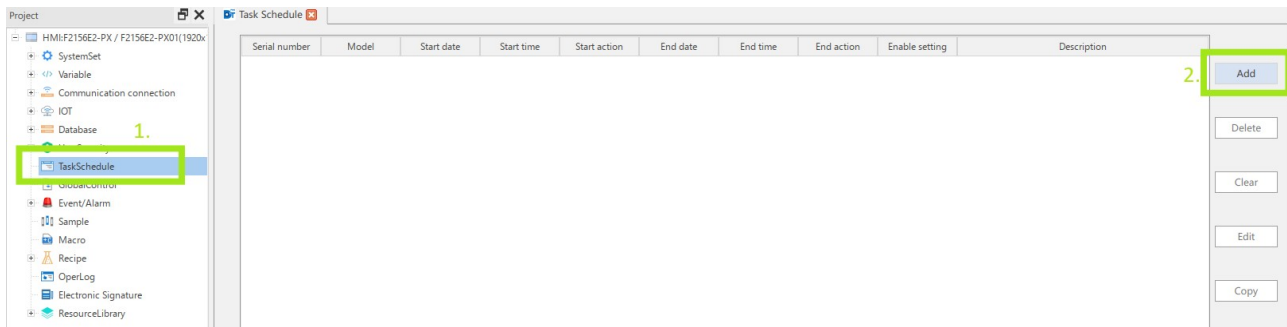 Project
Task Schedule
HMI:F2156E2-PX / F2156E2-PX01(1920x
SystemSet
Variable
Communication connection
IOT
Database
1.
TaskSchedule
GlobalControl
Event/Alarm
Sample
Macro
Recipe
OperLog
Electronic Signature
ResourceLibrary
Serial number Model Start date Start time Start action End date End time End action Enable setting Description
2.
Add
Delete
Clear
Edit
Copy